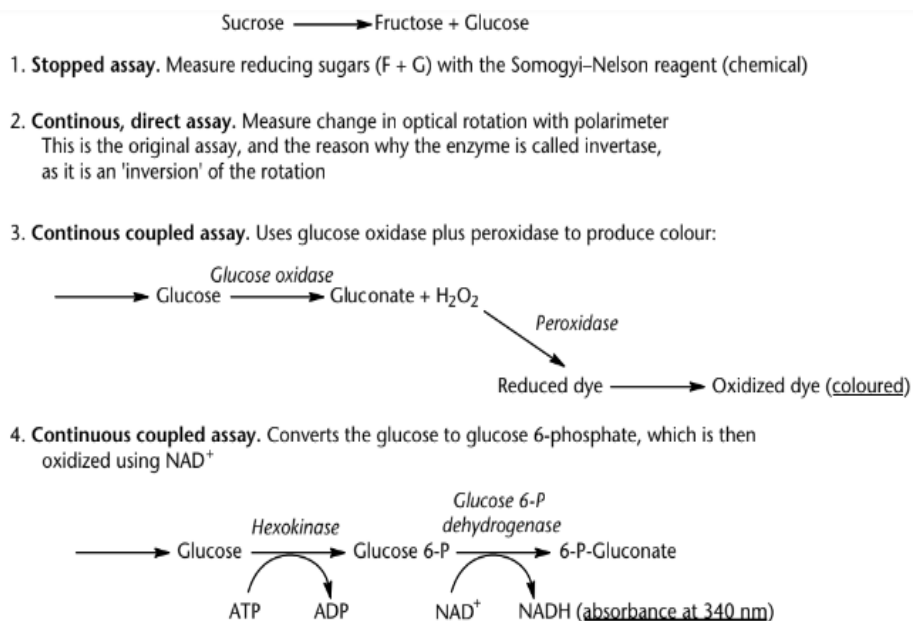 Sucrose ⟶ Fructose + Glucose
1. Stopped assay. Measure reducing sugars (F + G) with the Somogyi–Nelson reagent (chemical)
2. Continous, direct assay. Measure change in optical rotation with polarimeter
This is the original assay, and the reason why the enzyme is called invertase,
as it is an 'inversion' of the rotation
3. Continous coupled assay. Uses glucose oxidase plus peroxidase to produce colour:
Glucose oxidase
⟶ Glucose ⟶ Gluconate + H₂O₂
Peroxidase
Reduced dye ⟶ Oxidized dye (coloured)
4. Continuous coupled assay. Converts the glucose to glucose 6-phosphate, which is then
oxidized using NAD⁺
Glucose 6-P
Hexokinase dehydrogenase
⟶ Glucose ⟶ Glucose 6-P ⟶ 6-P-Gluconate
ATP ADP NAD⁺ NADH (absorbance at 340 nm)